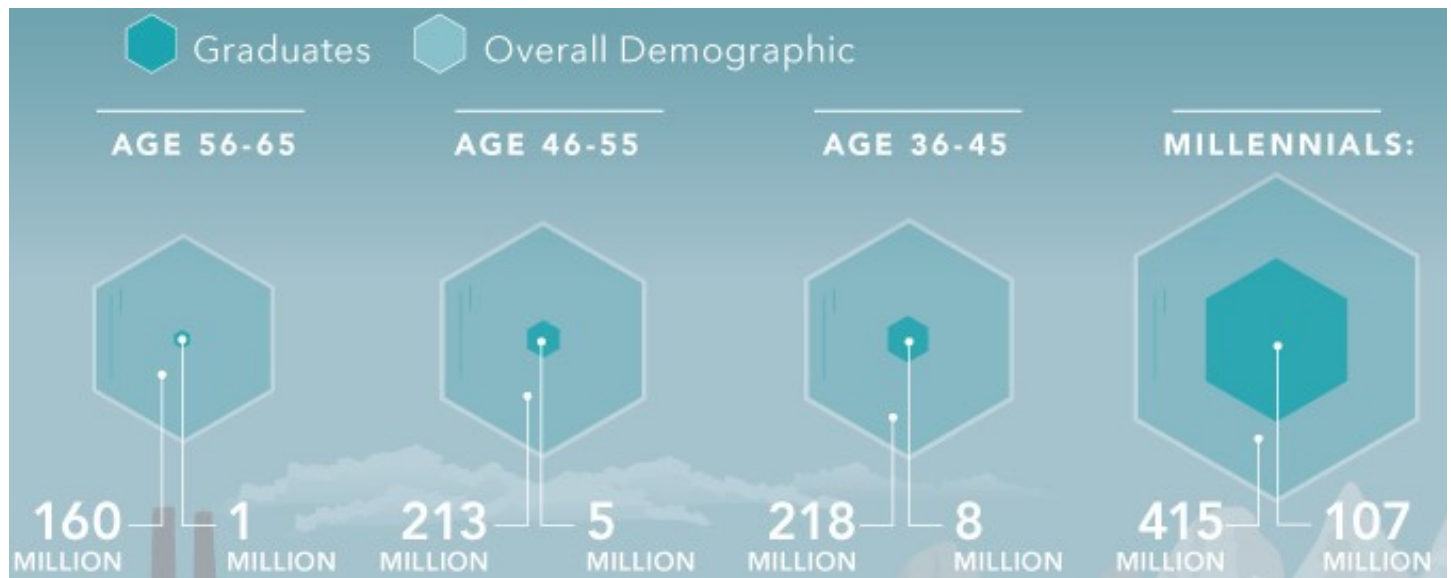 Graduates Overall Demographic
AGE 56-65 AGE 46-55 AGE 36-45 MILLENNIALS:
160 1 213 5 218 8 415 107
MILLION MILLION MILLION MILLION MILLION MILLION MILLION MILLION